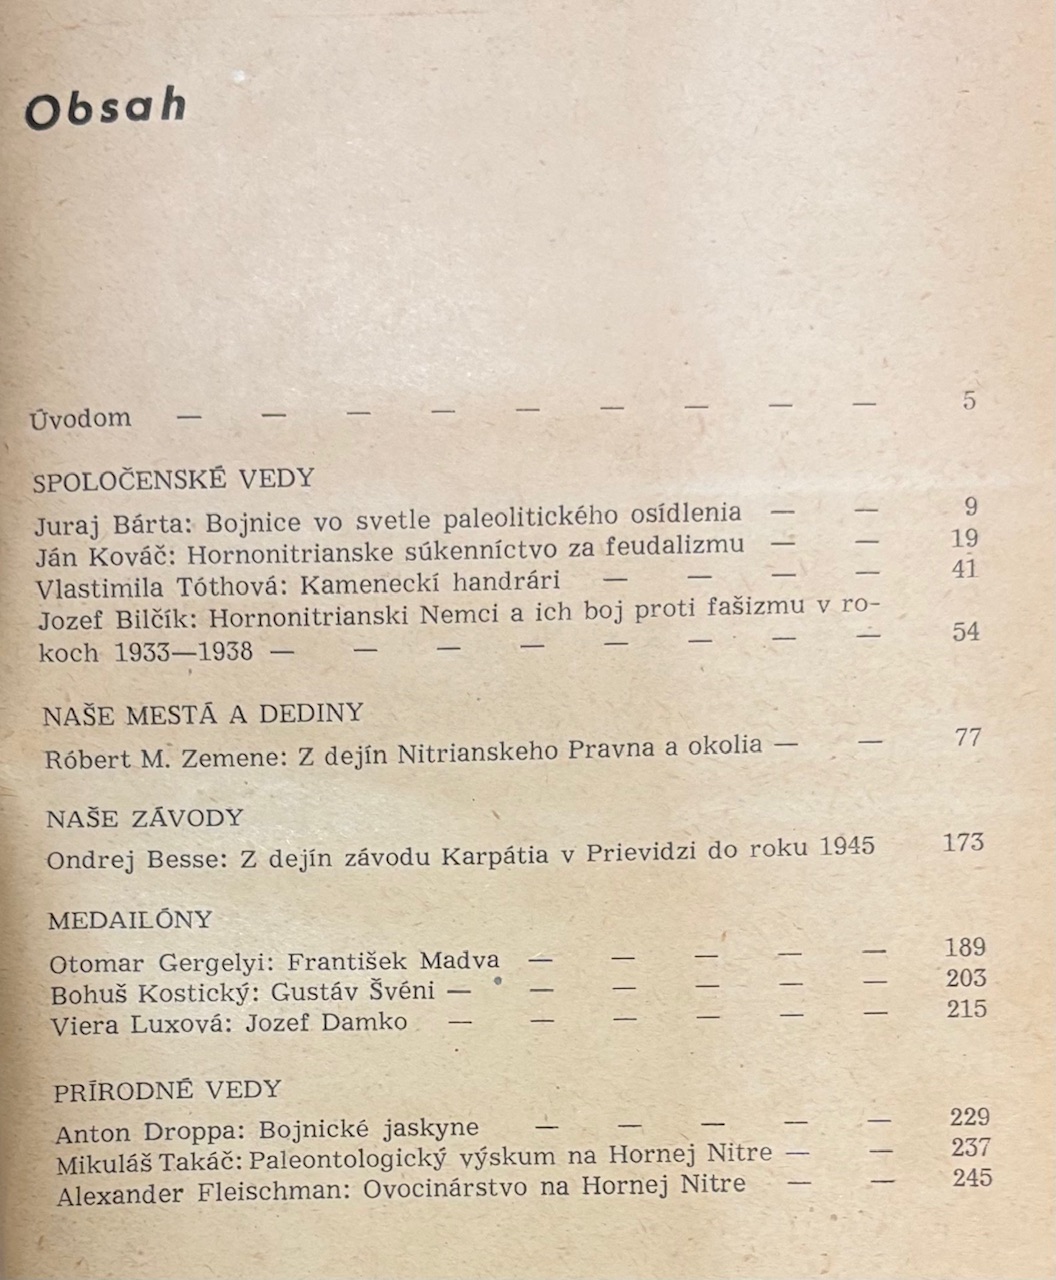 Obsah
Úvodom — — — — — — — — — 5
SPOLOČENSKÉ VEDY
Juraj Bárta: Bojnice vo svetle paleolitického osídlenia — — 9
Ján Kováč: Hornonitrianske súkenníctvo za feudalizmu — — 19
Vlastimila Tóthová: Kameneckí handrári — — — — 41
Jozef Bilčík: Hornonitrianski Nemci a ich boj proti fašizmu v ro-
koch 1933—1938 — — — — — — — — 54
NAŠE MESTÁ A DEDINY
Róbert M. Zemene: Z dejín Nitrianskeho Pravna a okolia — — 77
NAŠE ZÁVODY
Ondrej Besse: Z dejín závodu Karpátia v Prievidzi do roku 1945 173
MEDAILÓNY
Otomar Gergelyi: František Madva — — — — — 189
Bohuš Kostický: Gustáv Švéni — — — — — — 203
Viera Luxová: Jozef Damko — — — — — — 215
PRÍRODNÉ VEDY
Anton Droppa: Bojnické jaskyne — — — — — 229
Mikuláš Takáč: Paleontologický výskum na Hornej Nitre — — 237
Alexander Fleischman: Ovocinárstvo na Hornej Nitre — — 245